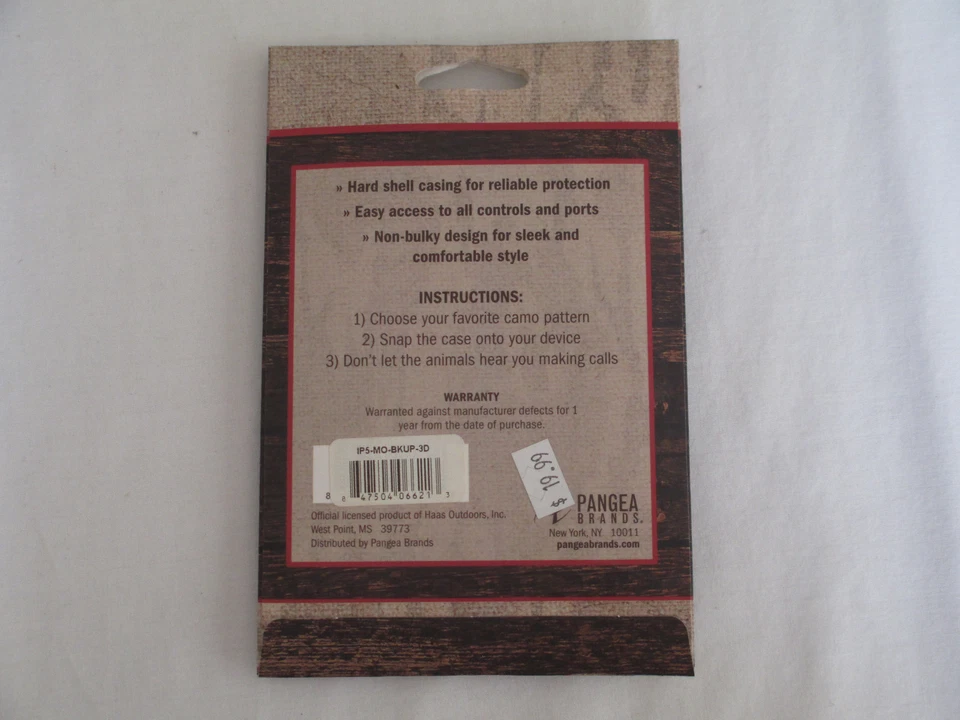 » Hard shell casing for reliable protection
» Easy access to all controls and ports
» Non-bulky design for sleek and
comfortable style
INSTRUCTIONS:
1) Choose your favorite camo pattern
2) Snap the case onto your device
3) Don't let the animals hear you making calls
WARRANTY
Warranted against manufacturer defects for 1
year from the date of purchase.
IP5-MO-BKUP-3D
8
8 47504 06621 3
$ 19.99
Official licensed product of Haas Outdoors, Inc.
West Point, MS 39773
Distributed by Pangea Brands
PANGEA
BRANDS.
New York, NY 10011
pangeabrands.com